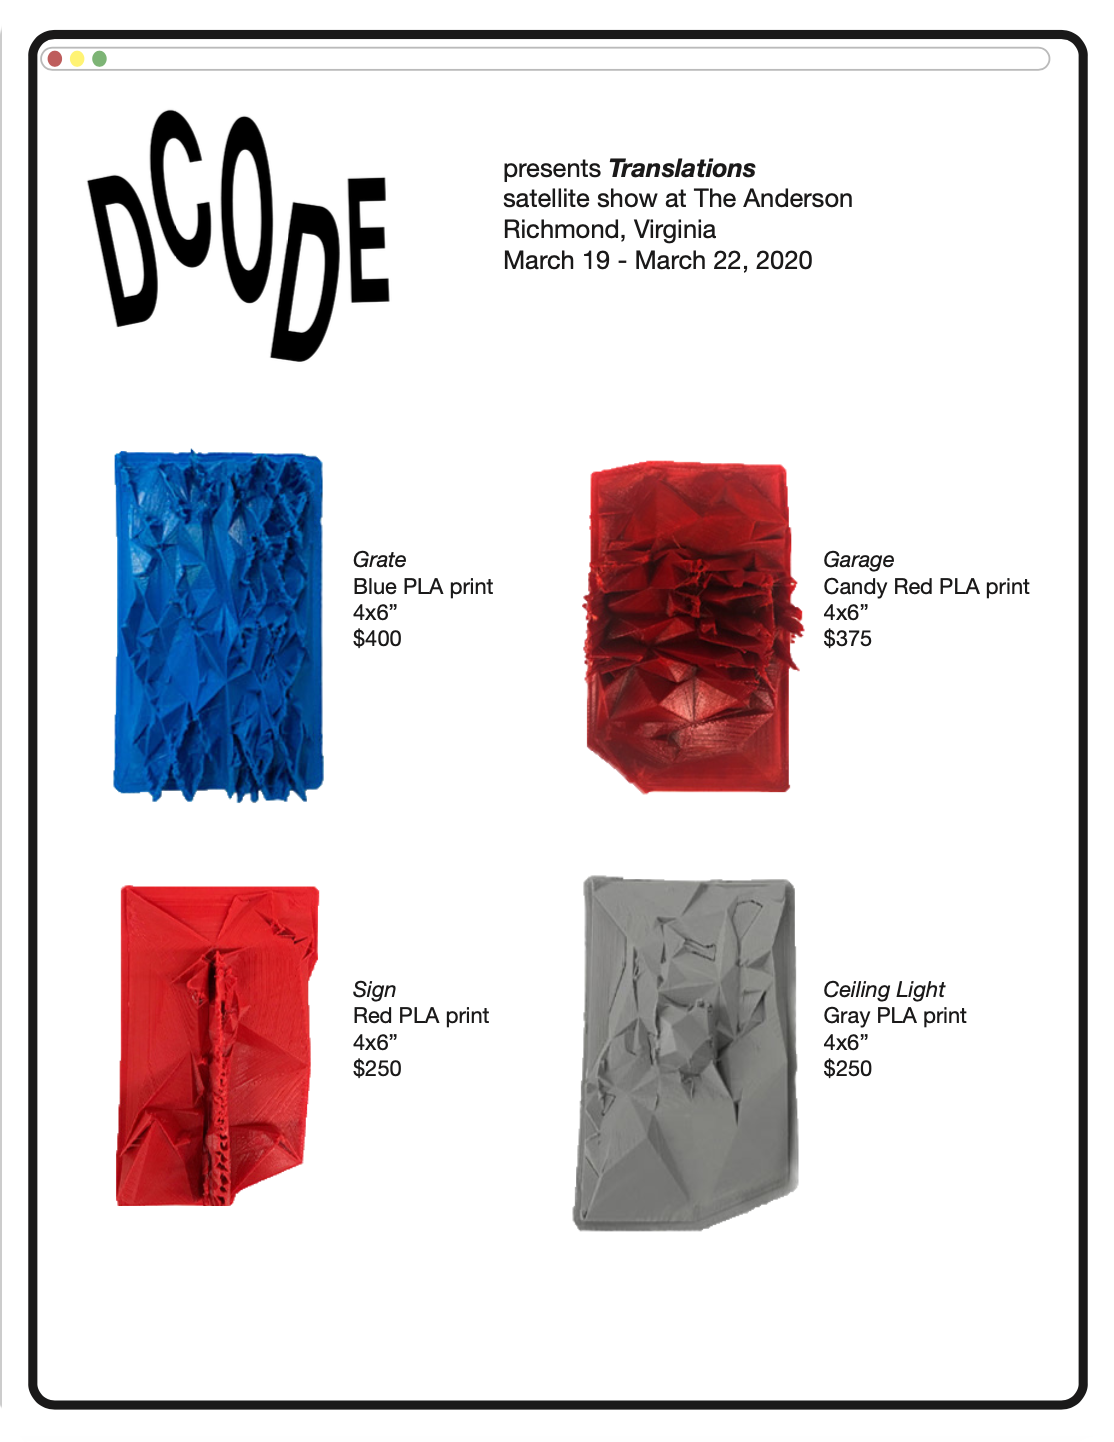 DCODE
presents Translations
satellite show at The Anderson
Richmond, Virginia
March 19 - March 22, 2020
Grate
Blue PLA print
4x6”
$400
Garage
Candy Red PLA print
4x6”
$375
Sign
Red PLA print
4x6”
$250
Ceiling Light
Gray PLA print
4x6”
$250